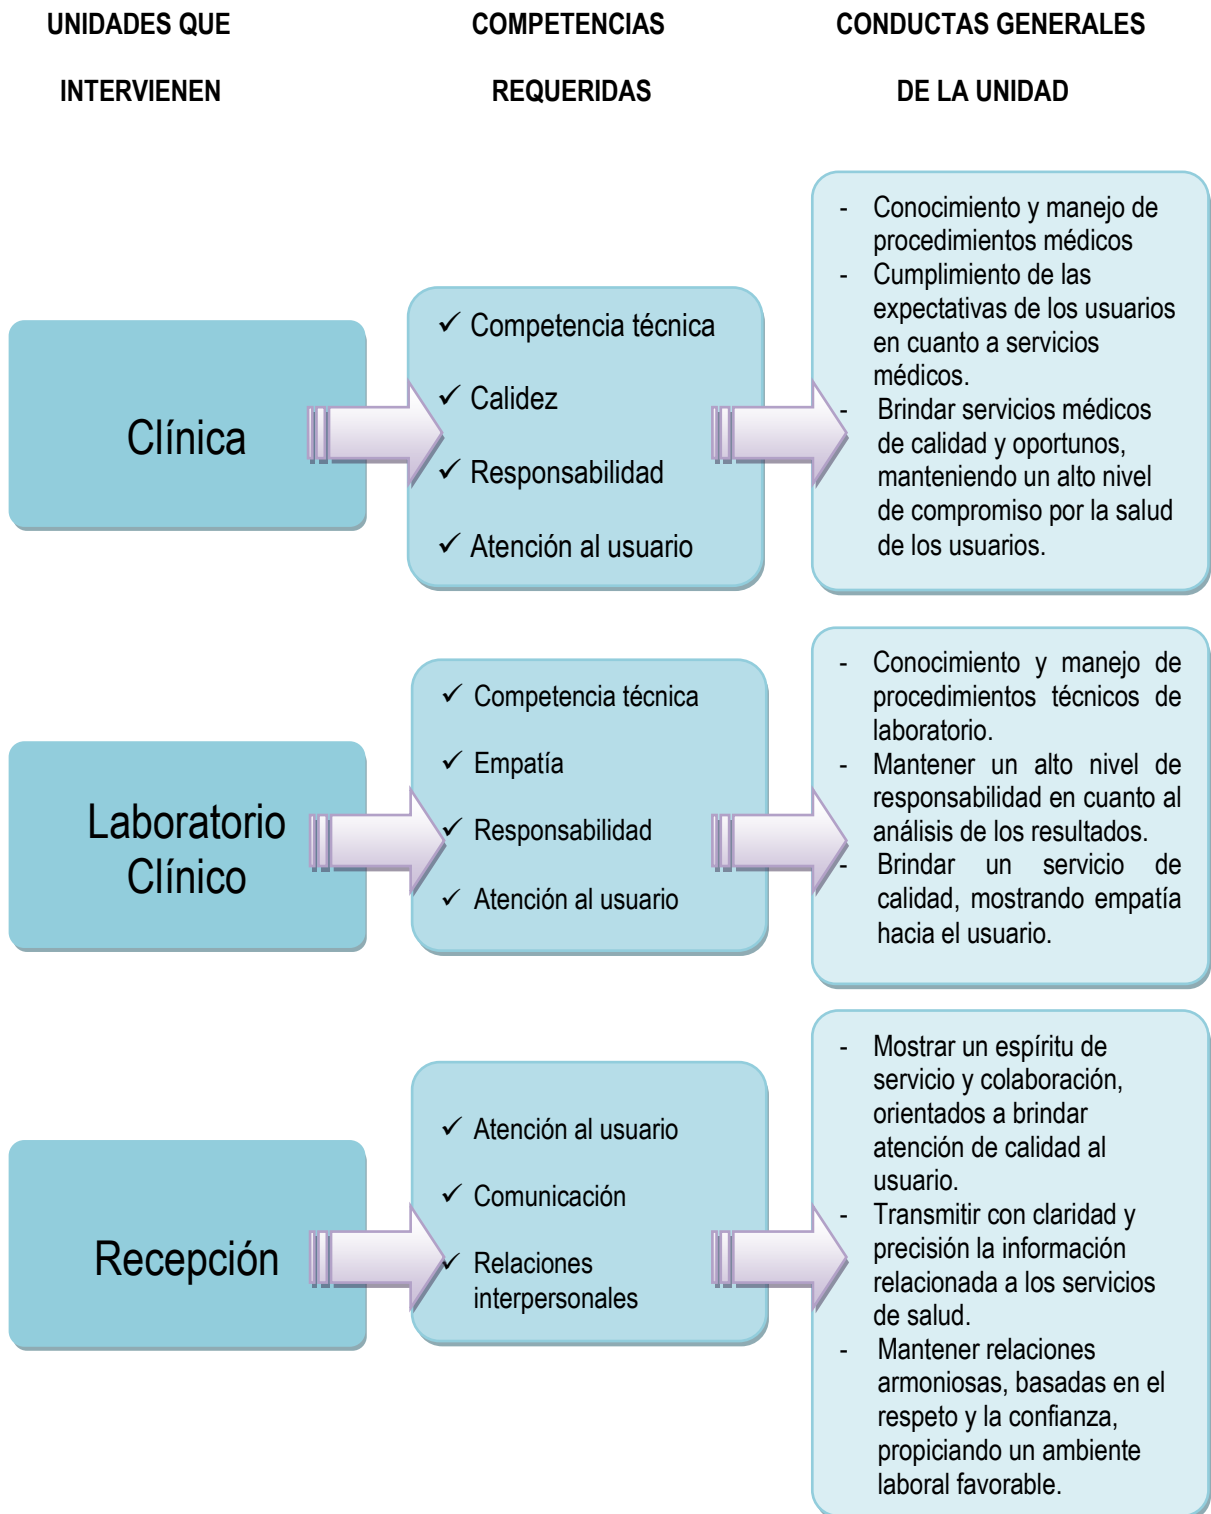 UNIDADES QUE
INTERVIENEN
COMPETENCIAS
REQUERIDAS
CONDUCTAS GENERALES
DE LA UNIDAD
Clínica
✓ Competencia técnica
✓ Calidez
✓ Responsabilidad
✓ Atención al usuario
- Conocimiento y manejo de
procedimientos médicos
- Cumplimiento de las
expectativas de los usuarios
en cuanto a servicios
médicos.
- Brindar servicios médicos
de calidad y oportunos,
manteniendo un alto nivel
de compromiso por la salud
de los usuarios.
Laboratorio
Clínico
✓ Competencia técnica
✓ Empatía
✓ Responsabilidad
✓ Atención al usuario
- Conocimiento y manejo de
procedimientos técnicos de
laboratorio.
- Mantener un alto nivel de
responsabilidad en cuanto al
análisis de los resultados.
- Brindar un servicio de
calidad, mostrando empatía
hacia el usuario.
Recepción
✓ Atención al usuario
✓ Comunicación
✓ Relaciones
interpersonales
- Mostrar un espíritu de
servicio y colaboración,
orientados a brindar
atención de calidad al
usuario.
- Transmitir con claridad y
precisión la información
relacionada a los servicios
de salud.
- Mantener relaciones
armoniosas, basadas en el
respeto y la confianza,
propiciando un ambiente
laboral favorable.